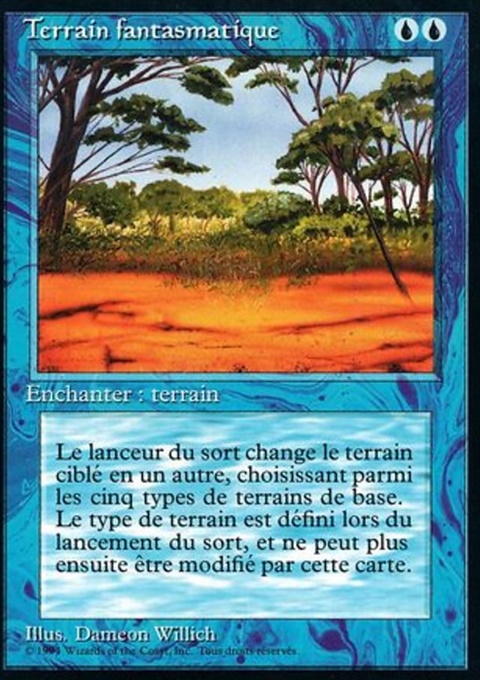 Terrain fantasmatique
Enchanter : terrain
Le lanceur du sort change le terrain
ciblé en un autre, choisissant parmi
les cinq types de terrains de base.
Le type de terrain est défini lors du
lancement du sort, et ne peut plus
ensuite être modifié par cette carte.
Illus. Dameon Willich
© 1994 Wizards of the Coast, Inc. Tous droits réservés.